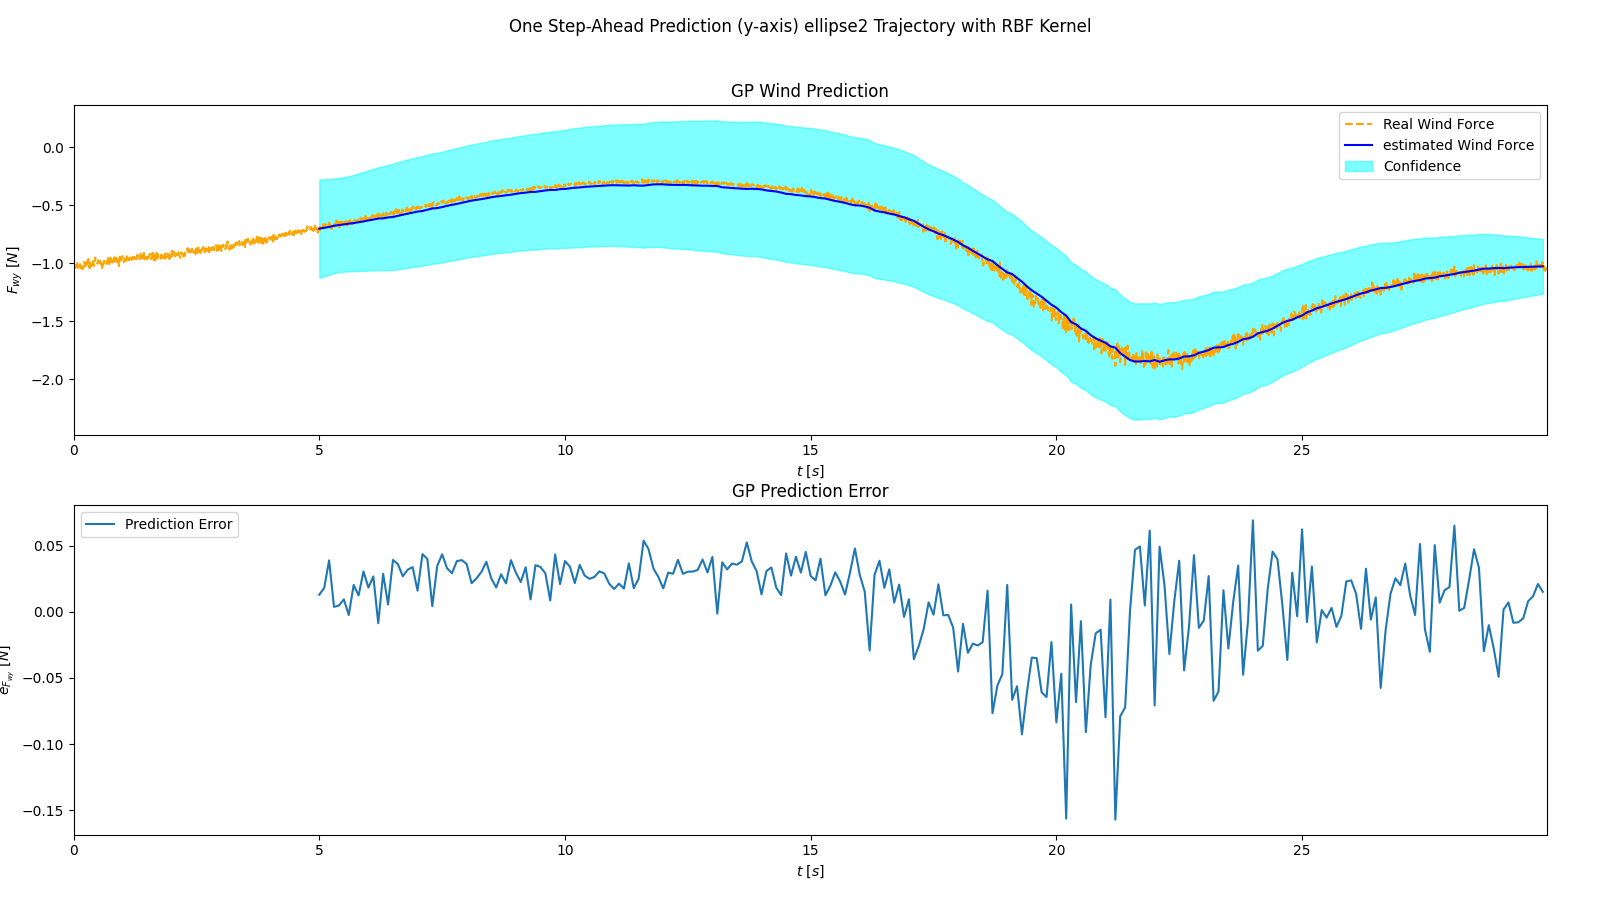 One Step-Ahead Prediction (y-axis) ellipse2 Trajectory with RBF Kernel
GP Wind Prediction
Real Wind Force
estimated Wind Force
Confidence
0.0
−0.5
−1.0
−1.5
−2.0
F_wy [N]
0 5 10 15 20 25
t [s]
GP Prediction Error
Prediction Error
0.05
0.00
−0.05
−0.10
−0.15
e_F_wy [N]
0 5 10 15 20 25
t [s]